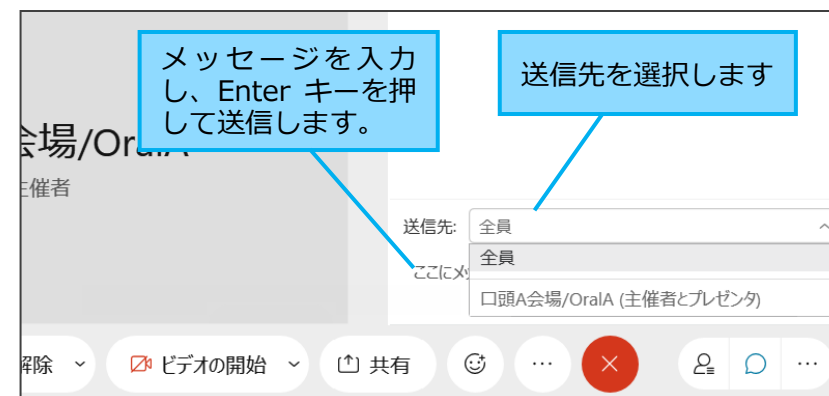 メッセージを入力
し、Enter キーを押
して送信します。
送信先を選択します
会場/OralA
主催者
送信先:
全員
全員
ここにメ
口頭A会場/OralA (主催者とプレゼンタ)
解除
ビデオの開始
共有